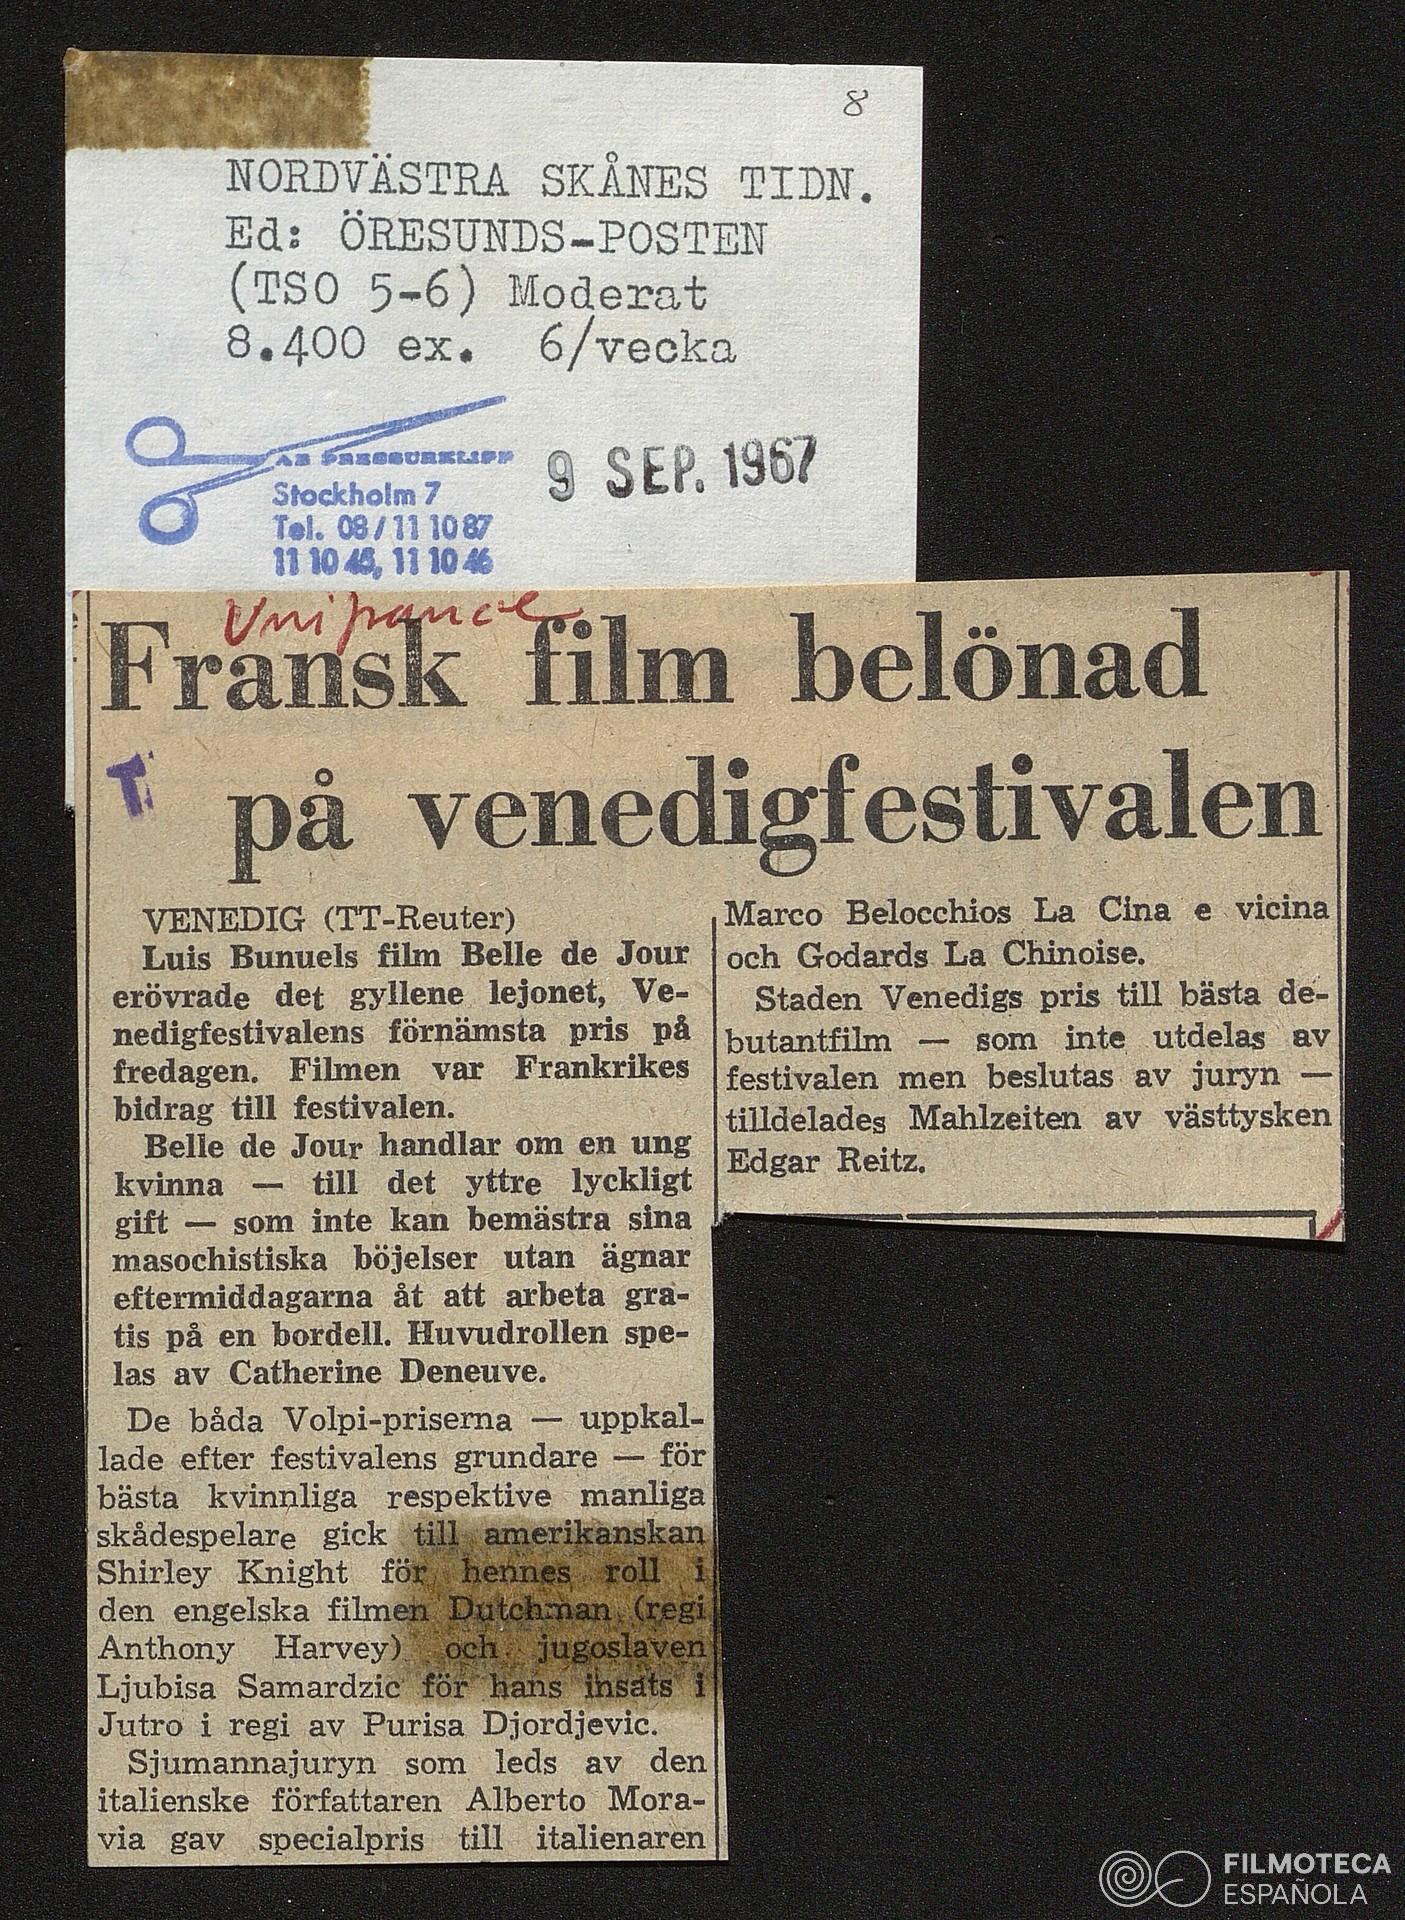 8
NORDVÄSTRA SKÅNES TIDN.
Ed: ÖRESUNDS-POSTEN
(TSO 5-6) Moderat
8.400 ex. 6/vecka
AB PRESSURKLIPP
Stockholm 7
Tel. 08/11 10 87
11 10 45, 11 10 46
9 SEP. 1967
Unifrance
Fransk film belönad
T
på venedigfestivalen
VENEDIG (TT-Reuter)
Luis Bunuels film Belle de Jour
erövrade det gyllene lejonet, Ve-
nedigfestivalens förnämsta pris på
fredagen. Filmen var Frankrikes
bidrag till festivalen.
Belle de Jour handlar om en ung
kvinna — till det yttre lyckligt
gift — som inte kan bemästra sina
masochistiska böjelser utan ägnar
eftermiddagarna åt att arbeta gra-
tis på en bordell. Huvudrollen spe-
las av Catherine Deneuve.
De båda Volpi-priserna — uppkal-
lade efter festivalens grundare — för
bästa kvinnliga respektive manliga
skådespelare gick till amerikanskan
Shirley Knight för hennes roll i
den engelska filmen Dutchman (regi
Anthony Harvey) och jugoslaven
Ljubisa Samardzic för hans insats i
Jutro i regi av Purisa Djordjevic.
Sjumannajuryn som leds av den
italienske författaren Alberto Mora-
via gav specialpris till italienaren
Marco Belocchios La Cina e vicina
och Godards La Chinoise.
Staden Venedigs pris till bästa de-
butantfilm — som inte utdelas av
festivalen men beslutas av juryn —
tilldelades Mahlzeiten av västtysken
Edgar Reitz.
FILMOTECA
ESPAÑOLA